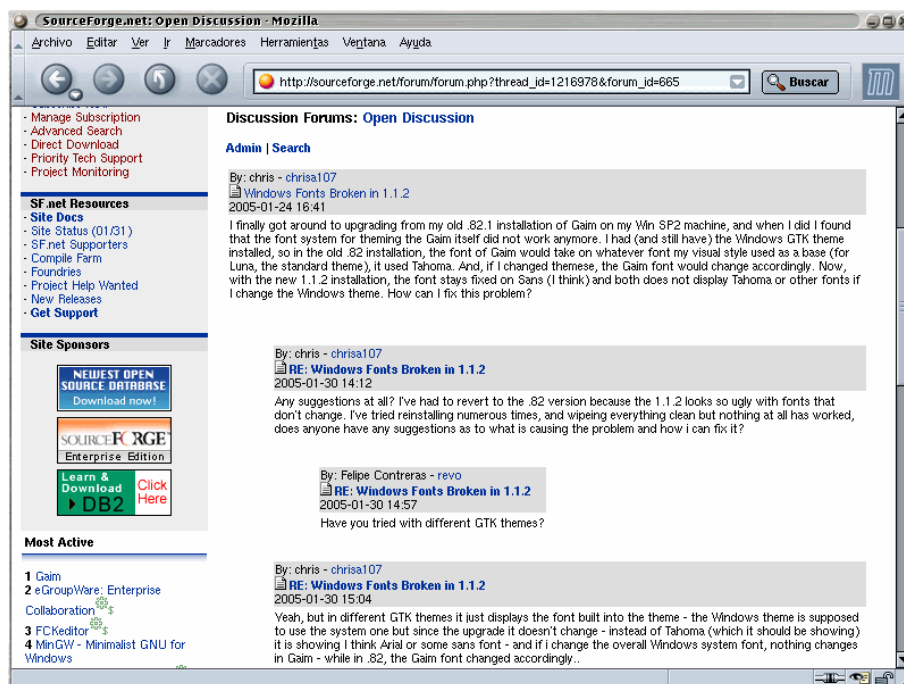 SourceForge.net: Open Discussion - Mozilla
Archivo Editar Ver Ir Marcadores Herramientas Ventana Ayuda
http://sourceforge.net/forum/forum.php?thread_id=1216978&forum_id=665
Buscar
- Manage Subscription
- Advanced Search
- Direct Download
- Priority Tech Support
- Project Monitoring
SF.net Resources
- Site Docs
- Site Status (01/31)
- SF.net Supporters
- Compile Farm
- Foundries
- Project Help Wanted
- New Releases
- Get Support
Site Sponsors
NEWEST OPEN
SOURCE DATABASE
Download now!
SOURCEFORGE
Enterprise Edition
Learn &
Download
DB2
Click
Here
Most Active
1 Gaim
2 eGroupWare: Enterprise
Collaboration $
3 FCKeditor $
4 MinGW - Minimalist GNU for
Windows
Discussion Forums: Open Discussion
Admin | Search
By: chris - chrisa107
Windows Fonts Broken in 1.1.2
2005-01-24 16:41
I finally got around to upgrading from my old .82.1 installation of Gaim on my Win SP2 machine, and when I did I found
that the font system for theming the Gaim itself did not work anymore. I had (and still have) the Windows GTK theme
installed, so in the old .82 installation, the font of Gaim would take on whatever font my visual style used as a base (for
Luna, the standard theme), it used Tahoma. And, if I changed themese, the Gaim font would change accordingly. Now,
with the new 1.1.2 installation, the font stays fixed on Sans (I think) and both does not display Tahoma or other fonts if
I change the Windows theme. How can I fix this problem?
By: chris - chrisa107
RE: Windows Fonts Broken in 1.1.2
2005-01-30 14:12
Any suggestions at all? I've had to revert to the .82 version because the 1.1.2 looks so ugly with fonts that
don't change. I've tried reinstalling numerous times, and wipeing everything clean but nothing at all has worked,
does anyone have any suggestions as to what is causing the problem and how i can fix it?
By: Felipe Contreras - revo
RE: Windows Fonts Broken in 1.1.2
2005-01-30 14:57
Have you tried with different GTK themes?
By: chris - chrisa107
RE: Windows Fonts Broken in 1.1.2
2005-01-30 15:04
Yeah, but in different GTK themes it just displays the font built into the theme - the Windows theme is supposed
to use the system one but since the upgrade it doesn't change - instead of Tahoma (which it should be showing)
it is showing I think Arial or some sans font - and if i change the overall Windows system font, nothing changes
in Gaim - while in .82, the Gaim font changed accordingly..